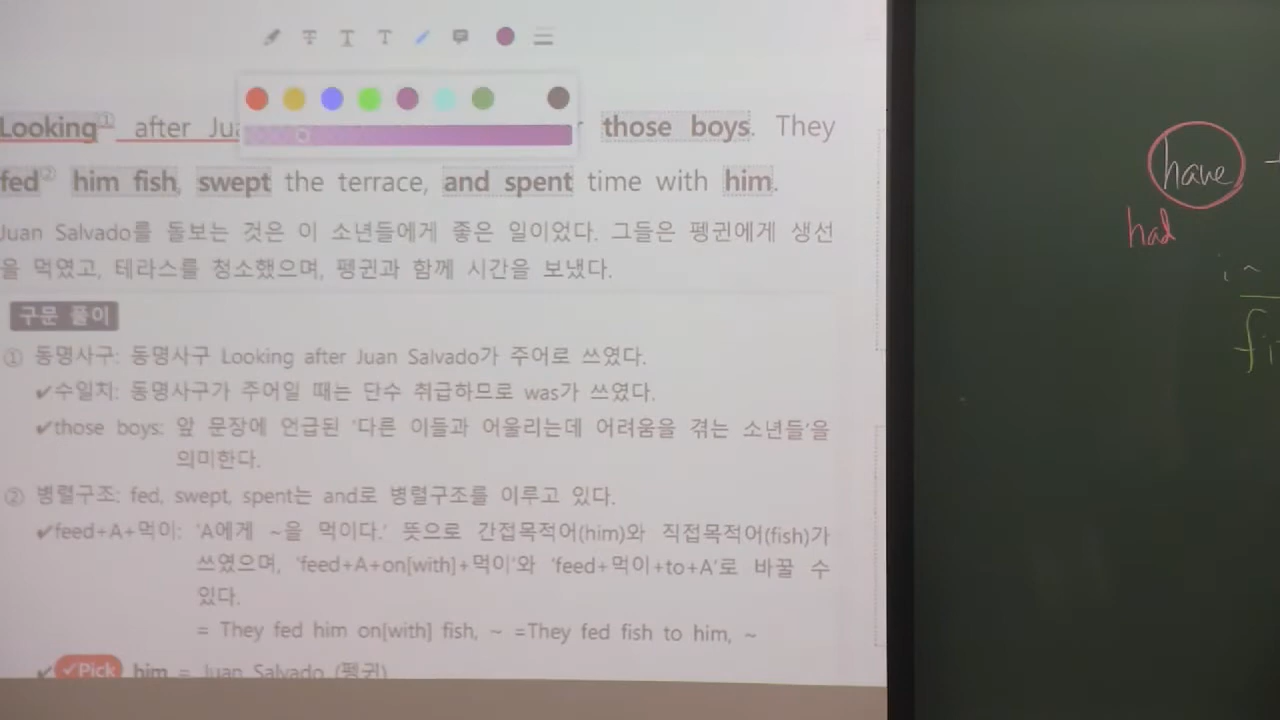 Looking① after Jua
those boys. They
fed② him fish, swept the terrace, and spent time with him.
Juan Salvado를 돌보는 것은 이 소년들에게 좋은 일이었다. 그들은 펭귄에게 생선
을 먹였고, 테라스를 청소했으며, 펭귄과 함께 시간을 보냈다.
구문 풀이
① 동명사구: 동명사구 Looking after Juan Salvado가 주어로 쓰였다.
✔수일치: 동명사구가 주어일 때는 단수 취급하므로 was가 쓰였다.
✔those boys: 앞 문장에 언급된 '다른 이들과 어울리는데 어려움을 겪는 소년들'을
의미한다.
② 병렬구조: fed, swept, spent는 and로 병렬구조를 이루고 있다.
✔feed+A+먹이: 'A에게 ~을 먹이다.' 뜻으로 간접목적어(him)와 직접목적어(fish)가
쓰였으며, 'feed+A+on[with]+먹이'와 'feed+먹이+to+A'로 바꿀 수
있다.
= They fed him on[with] fish, ~ =They fed fish to him, ~
✔ ✔Pick him = Juan Salvado (펭귄)
have
had